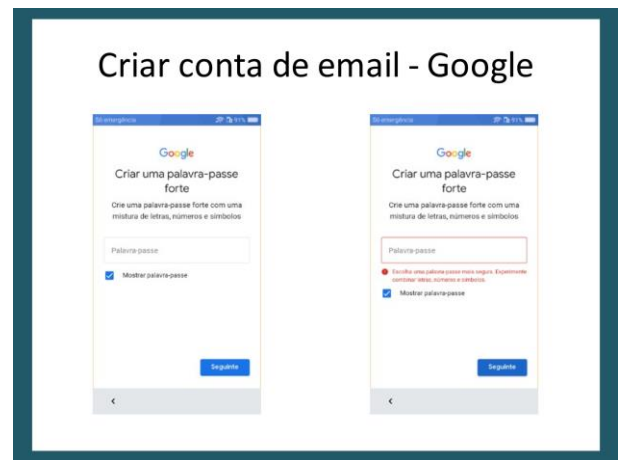 Criar conta de email - Google
Só emergência 91%
Google
Criar uma palavra-passe
forte
Crie uma palavra-passe forte com uma
mistura de letras, números e símbolos
Palavra-passe
Mostrar palavra-passe
Seguinte
Só emergência 91%
Google
Criar uma palavra-passe
forte
Crie uma palavra-passe forte com uma
mistura de letras, números e símbolos
Palavra-passe
Escolha uma palavra-passe mais segura. Experimente
combinar letras, números e símbolos.
Mostrar palavra-passe
Seguinte